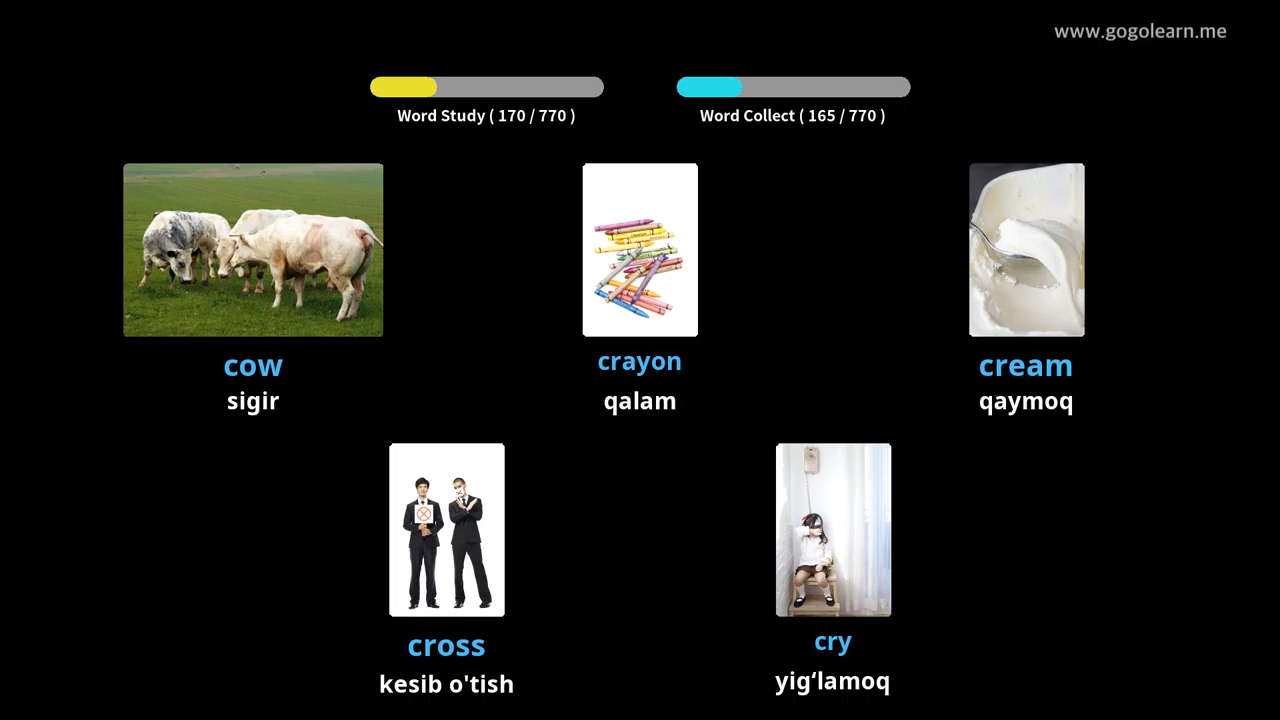 www.gogolearn.me
Word Study ( 170 / 770 )
Word Collect ( 165 / 770 )
cow
sigir
crayon
qalam
cream
qaymoq
cross
kesib o'tish
cry
yig‘lamoq